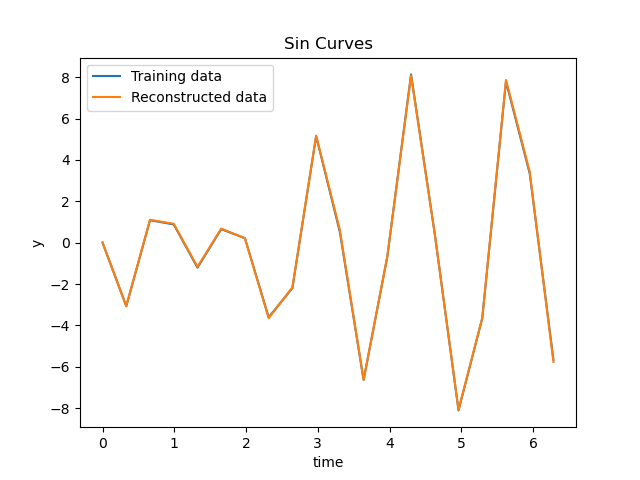 Sin Curves
Training data
Reconstructed data
8
6
4
2
0
−2
−4
−6
−8
y
0 1 2 3 4 5 6
time